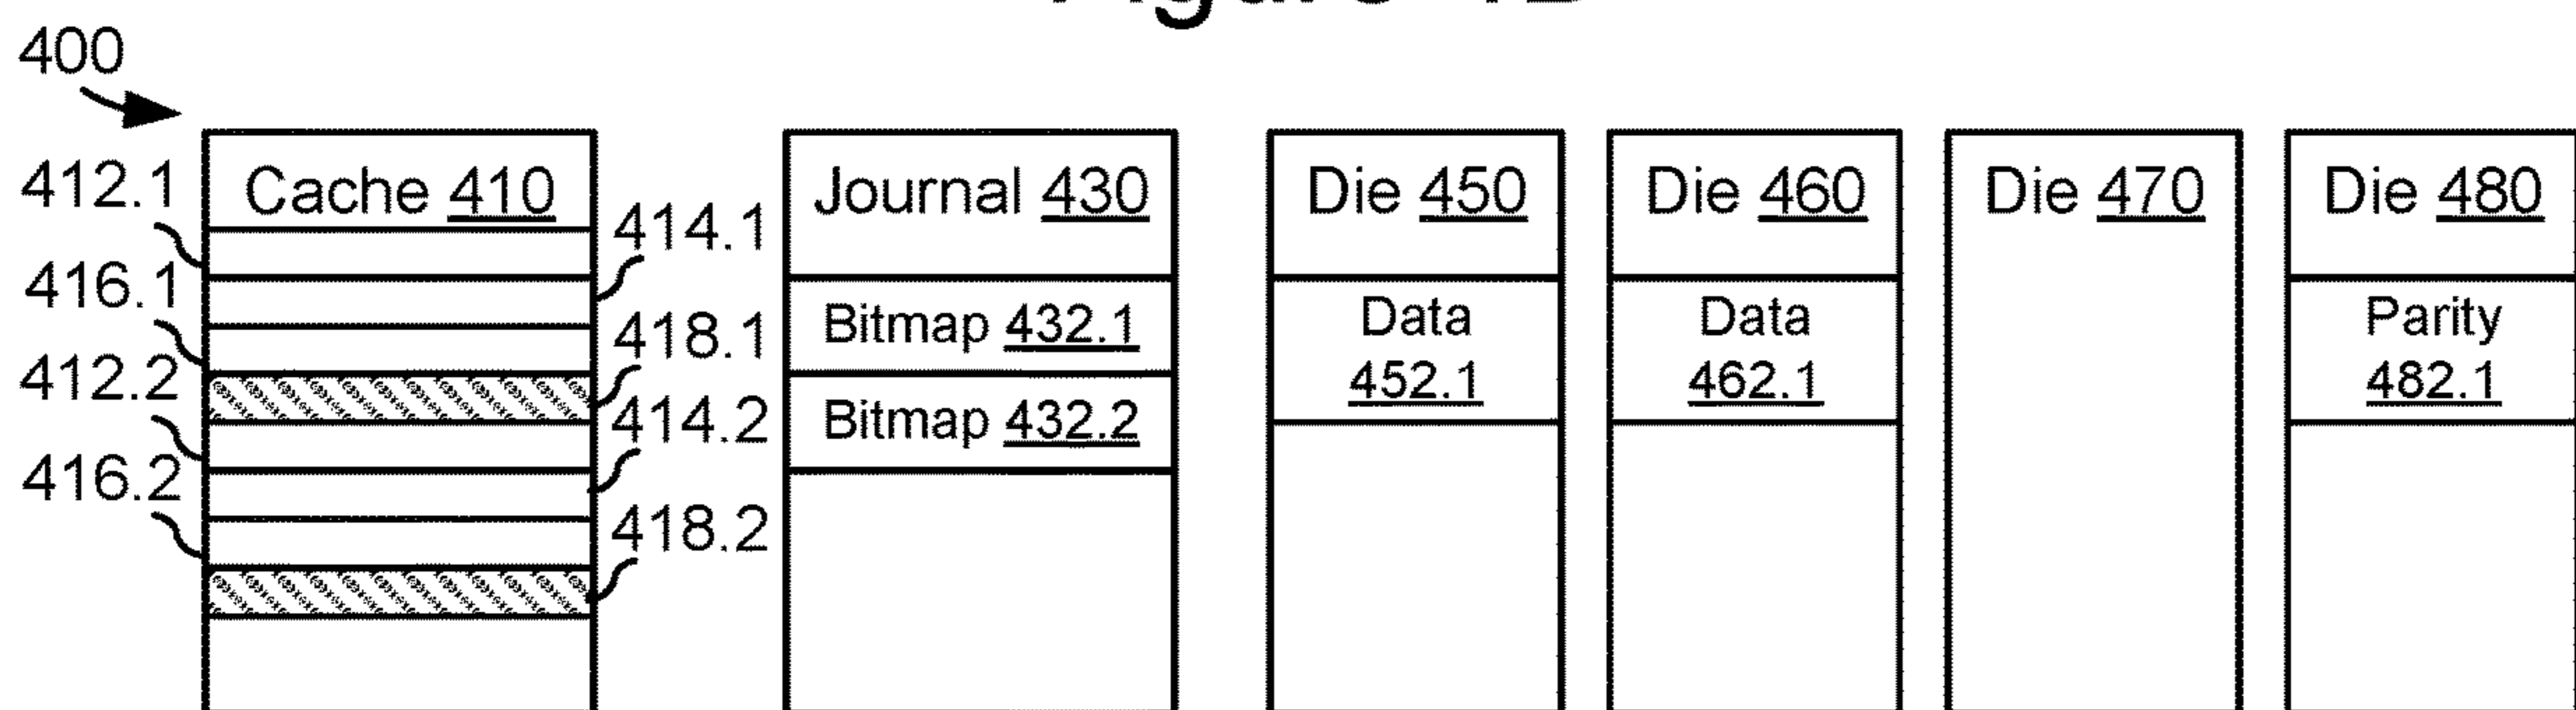 400
412.1
416.1
412.2
416.2
Cache 410
414.1
418.1
414.2
418.2
Journal 430
Bitmap 432.1
Bitmap 432.2
Die 450
Data
452.1
Die 460
Data
462.1
Die 470
Die 480
Parity
482.1